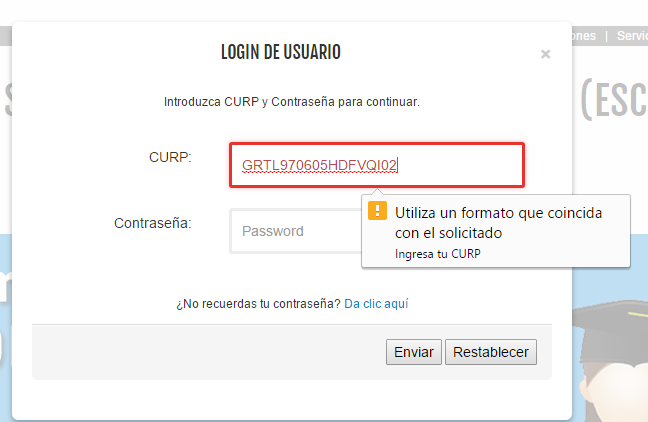 ones | Servic
LOGIN DE USUARIO
×
(ESC
Introduzca CURP y Contraseña para continuar.
CURP:
GRTL970605HDFVQI02
Utiliza un formato que coincida
con el solicitado
Ingresa tu CURP
Contraseña:
Password
¿No recuerdas tu contraseña? Da clic aquí
Enviar Restablecer